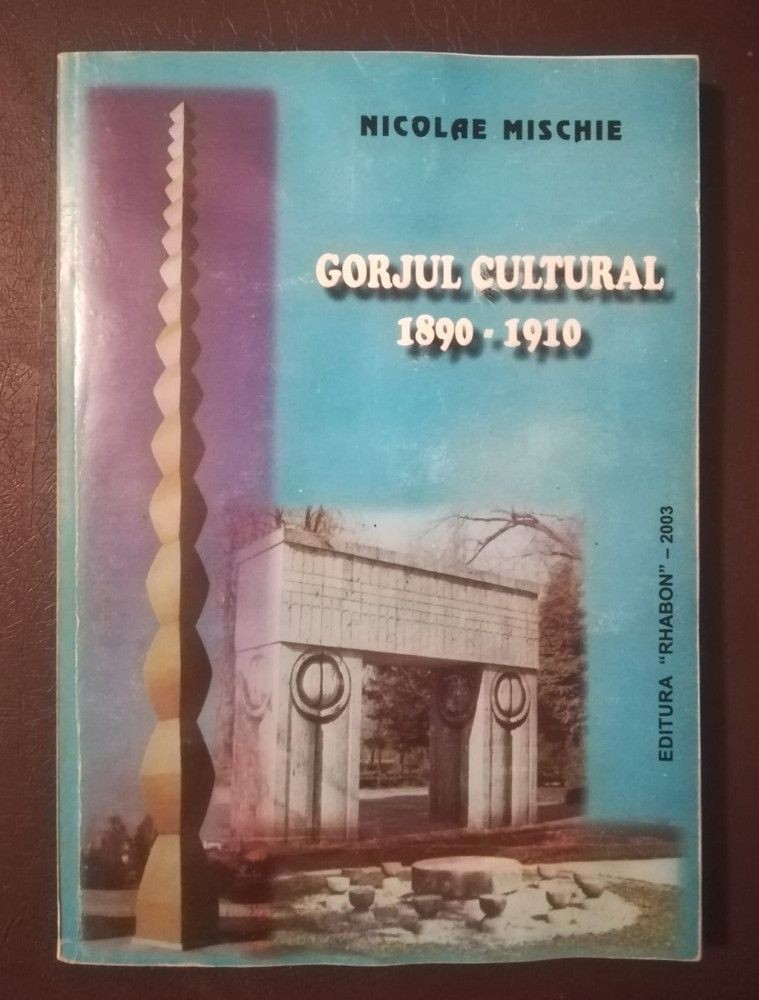 NICOLAE MISCHIE
GORJUL CULTURAL
1890 - 1910
EDITURA "RHABON" – 2003